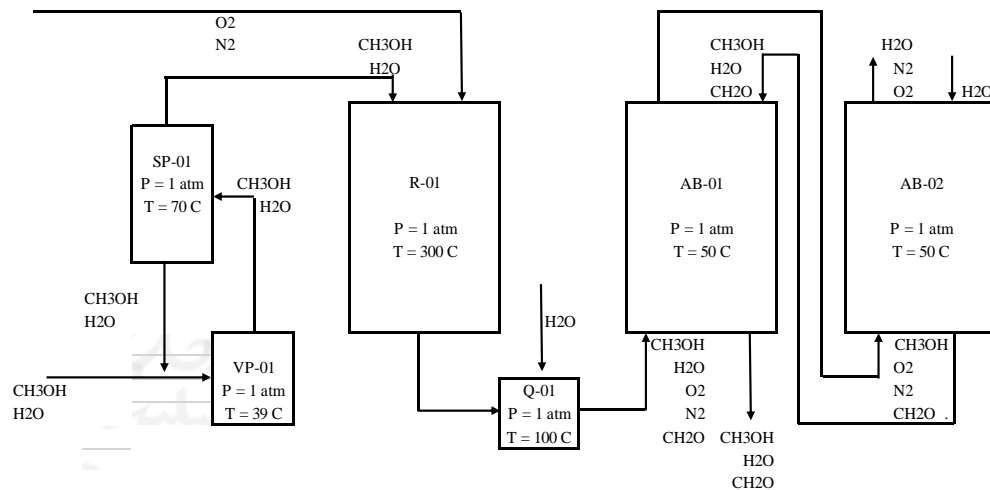 O2
N2
CH3OH
H2O
CH3OH
H2O
CH2O
H2O
N2
O2
H2O
SP-01
P = 1 atm
T = 70 C
CH3OH
H2O
R-01
P = 1 atm
T = 300 C
AB-01
P = 1 atm
T = 50 C
AB-02
P = 1 atm
T = 50 C
CH3OH
H2O
H2O
VP-01
P = 1 atm
T = 39 C
CH3OH
H2O
Q-01
P = 1 atm
T = 100 C
CH3OH
H2O
O2
N2
CH2O
CH3OH
H2O
CH2O
CH3OH
O2
N2
CH2O .